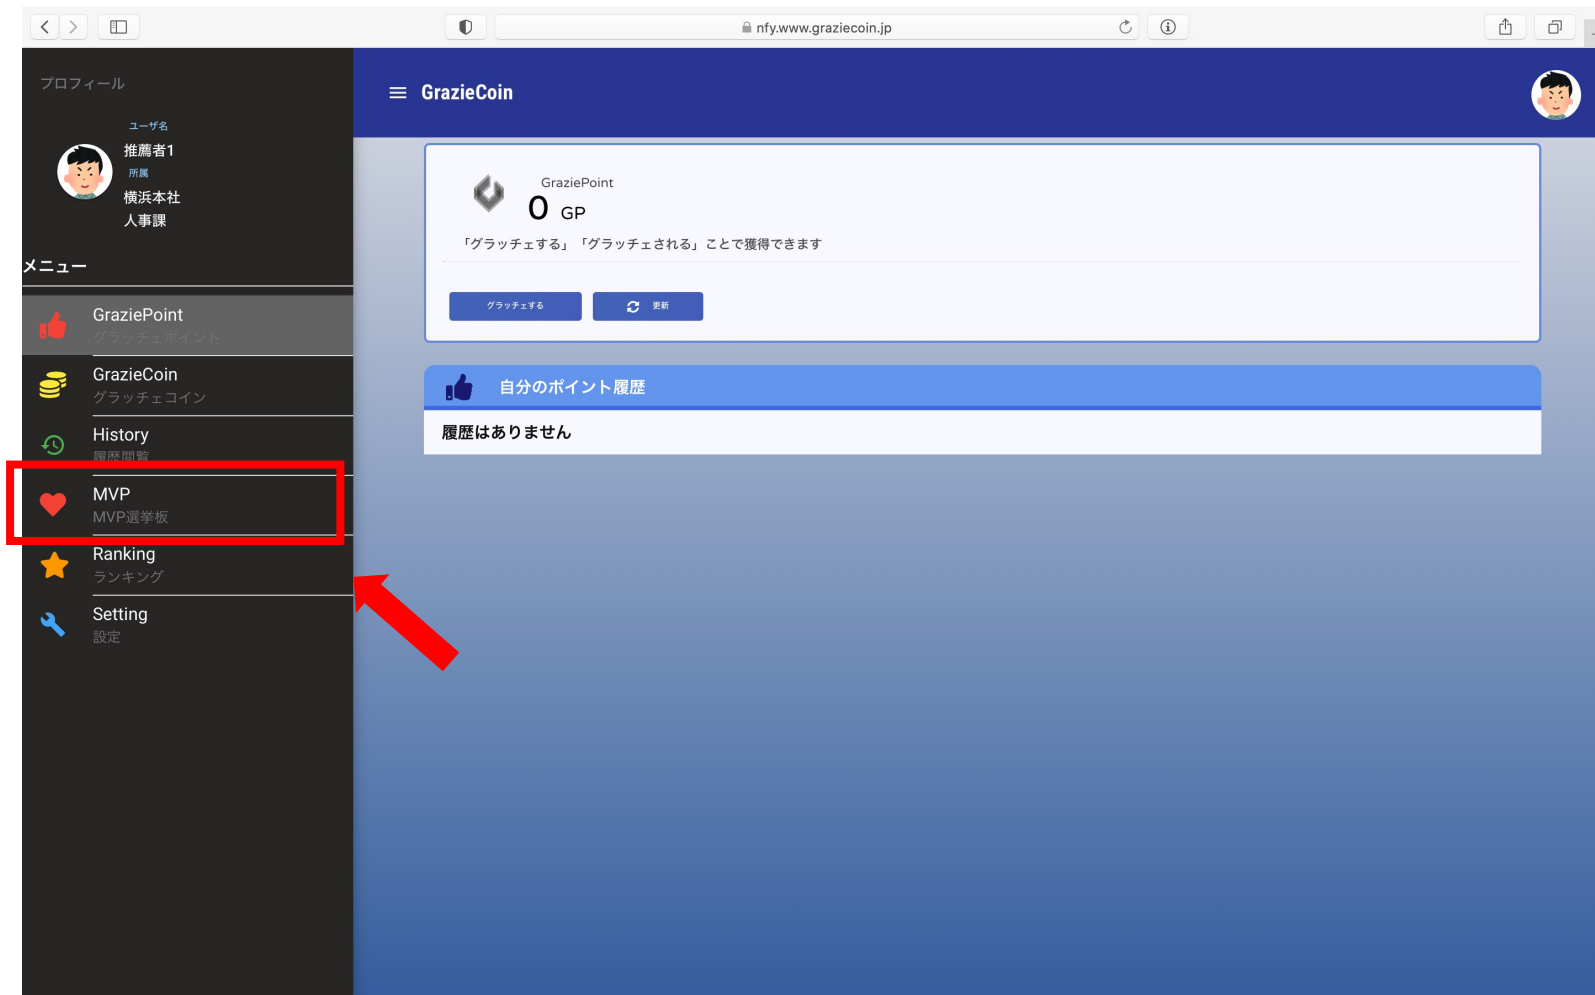 nfy.www.graziecoin.jp
プロフィール
ユーザ名
推薦者1
所属
横浜本社
人事課
メニュー
GraziePoint
グラッチェポイント
GrazieCoin
グラッチェコイン
History
履歴閲覧
MVP
MVP選挙板
Ranking
ランキング
Setting
設定
GrazieCoin
GraziePoint
0 GP
「グラッチェする」「グラッチェされる」ことで獲得できます
グラッチェする
更新
自分のポイント履歴
履歴はありません